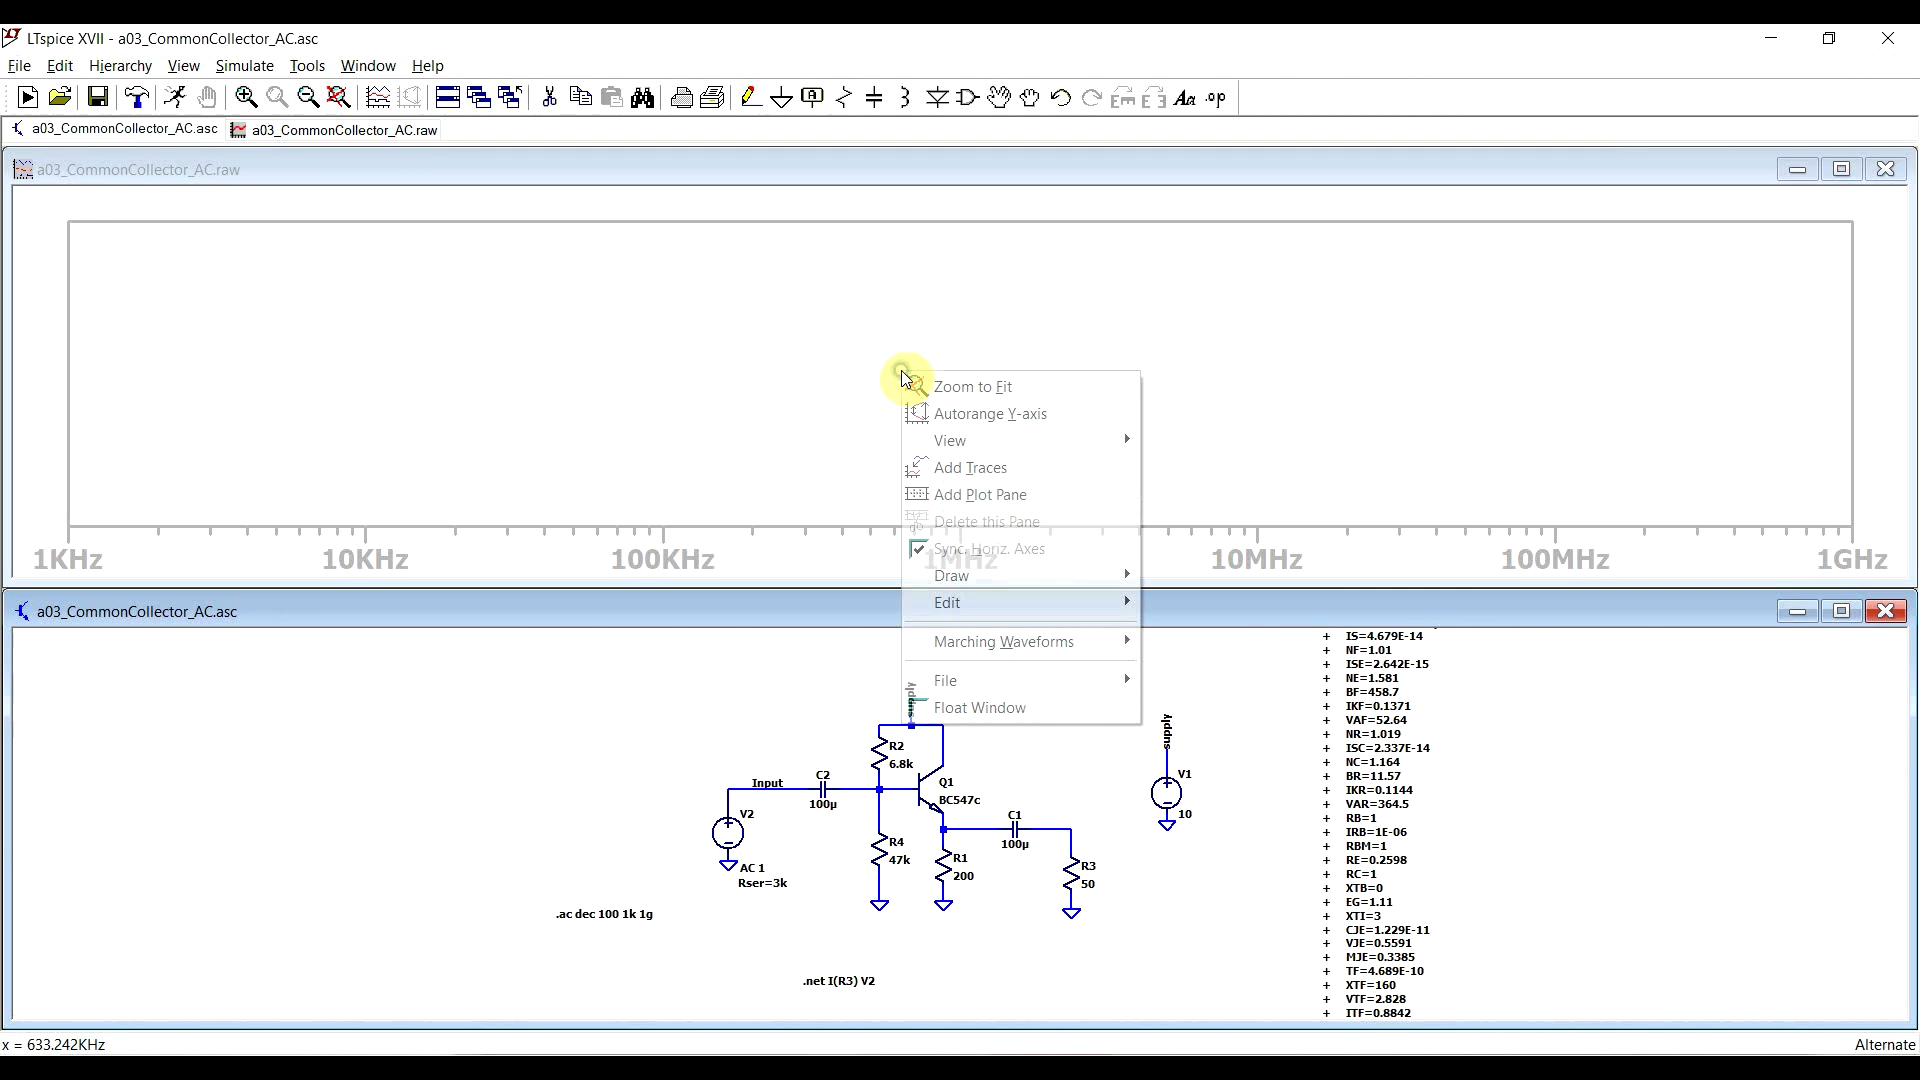 LTspice XVII - a03_CommonCollector_AC.asc
File Edit Hierarchy View Simulate Tools Window Help
a03_CommonCollector_AC.asc a03_CommonCollector_AC.raw
a03_CommonCollector_AC.raw
Zoom to Fit
Autorange Y-axis
View
Add Traces
Add Plot Pane
Delete this Pane
Sync. Horiz. Axes
1KHz 10KHz 100KHz 1MHz 10MHz 100MHz 1GHz
Draw
Edit
Marching Waveforms
File
Float Window
a03_CommonCollector_AC.asc
supply
R2
6.8k
Input
C2
100µ
Q1
BC547c
V2
AC 1
Rser=3k
R4
47k
R1
200
C1
100µ
R3
50
supply
V1
10
.ac dec 100 1k 1g
.net I(R3) V2
+ IS=4.679E-14
+ NF=1.01
+ ISE=2.642E-15
+ NE=1.581
+ BF=458.7
+ IKF=0.1371
+ VAF=52.64
+ NR=1.019
+ ISC=2.337E-14
+ NC=1.164
+ BR=11.57
+ IKR=0.1144
+ VAR=364.5
+ RB=1
+ IRB=1E-06
+ RBM=1
+ RE=0.2598
+ RC=1
+ XTB=0
+ EG=1.11
+ XTI=3
+ CJE=1.229E-11
+ VJE=0.5591
+ MJE=0.3385
+ TF=4.689E-10
+ XTF=160
+ VTF=2.828
+ ITF=0.8842
x = 633.242KHz
Alternate